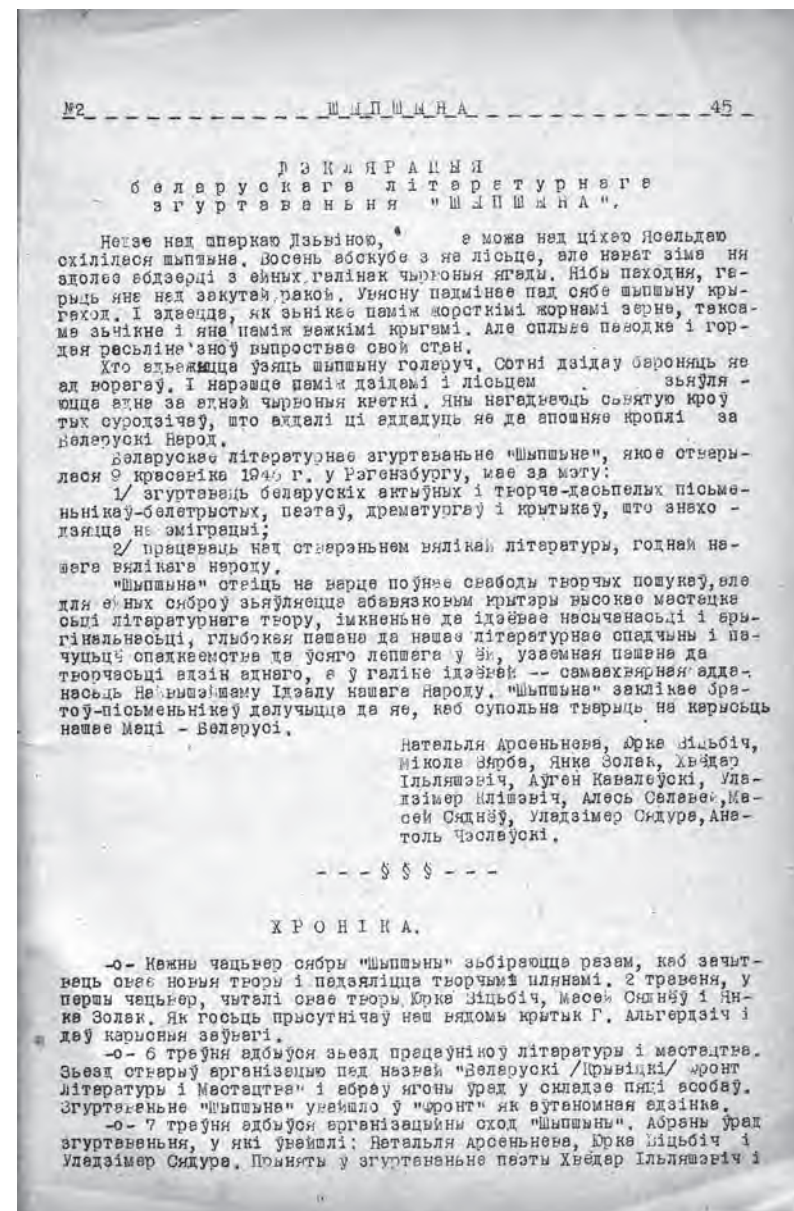 №2 ШЫПШЫНА 45
ДЭКЛЯРАЦЫЯ
беларускага літаратурнага
згуртаваньня "ШЫПШЫНА".
Недзе над шпаркаю Дзьвіною, а можа над ціхаю Ясельдаю
схілілася шыпшына. Восень абскубе з яе лісьце, але нават зіма ня
здолее абдзерці з ейных галінак чырвоныя ягады. Нібы паходня, га-
рыць яна над закутай ракой. Увясну падмінае пад сябе шыпшыну кры-
гаход. І здаецца, як зьнікае паміж жорсткімі жорнамі зерне, такса-
ма зьнікне і яна паміж важкімі крыгамі. Але сплыве паводка і гор-
дая расьліна зноў выпроствае свой стан.
Хто адважыцца ўзяць шыпшыну голаруч. Сотні дзідаў бароняць яе
ад ворагаў. І нарэшце паміж дзідамі і лісьцем зьяўля -
юцца адна за аднэй чырвоныя кветкі. Яны нагадваюць сьвятую кроў
тых суродзічаў, што аддалі ці аддадуць яе да апошняе кроплі за
Беларускі Народ.
Беларускае літаратурнае згуртаваньне "Шыпшына", якое ствары-
лася 9 красавіка 1946 г. у Рэгензбургу, мае за мэту:
1/ згуртаваць беларускіх актыўных і творча-дасьпелых пісьме-
ньнікаў-белетрыстых, паэтаў, драматургаў і крытыкаў, што знахо -
дзяцца на эміграцыі;
2/ працаваць над стварэньнем вялікай літаратуры, годнай на-
шага вялікага народу.
"Шыпшына" стаіць на варце поўнае свабоды творчых пошукаў,але
для ейных сяброў зьяўляецца абавязковым крытэры высокае мастацка
сьці літаратурнага твору, імкненьне да ідэёвае насычанасьці і ары-
гінальнасьці, глыбокая пашана да нашае літаратурнае спадчыны і па-
чуцьцё спадкаемства да ўсяго лепшага ў ёй, узаемная пашана да
творчасьці адзін аднаго, а ў галіне ідэёвай -- самаахвярная адда-
насьць Найвышэйшаму Ідэалу нашага Народу. "Шыпшына" заклікае бра-
тоў-пісьменьнікаў далучыцца да яе, каб супольна тварыць на карысьць
нашае Маці - Беларусі.
Натальля Арсеньнева, Юрка Віцьбіч,
Мікола Вярба, Янка Золак, Хвёдар
Ільляшэвіч, Аўген Кавалеўскі, Ула-
дзімер Клішэвіч, Алесь Салавей,Ма-
сей Сяднёў, Уладзімер Сядура,Ана-
толь Чэслаўскі.
- - - § § § - - -
ХРОНІКА.
-о- Кажны чацьвер сябры "Шыпшыны" зьбіраюцца разам, каб зачыт-
ваць свае новыя творы і падзяліцца творчымі плянамі. 2 травеня, у
першы чацьвер, чыталі свае творы Юрка Віцьбіч, Масей Сяднёў і Ян-
ка Золак. Як госьць прысутнічаў наш вядомы крытык Г. Альгердзіч і
даў карысныя заўвагі.
-о- 6 траўня адбыўся зьезд працаўнікоў літаратуры і мастацтва.
Зьезд стварыў арганізацыю пад назвай "Беларускі /Крывіцкі/ Фронт
Літаратуры і Мастацтва" і абраў ягоны ўрад у складзе пяці асобаў.
Згуртаваньне "Шыпшына" увайшло ў "Фронт" як аўтаномная адзінка.
-о- 7 траўня адбыўся арганізацыйны сход "Шыпшыны". Абраны ўрад
згуртаваньня, у які ўвайшлі: Натальля Арсеньнева, Юрка Віцьбіч і
Уладзімер Сядура. Прыняты ў згуртананьне паэты Хвёдар Ільляшэвіч і